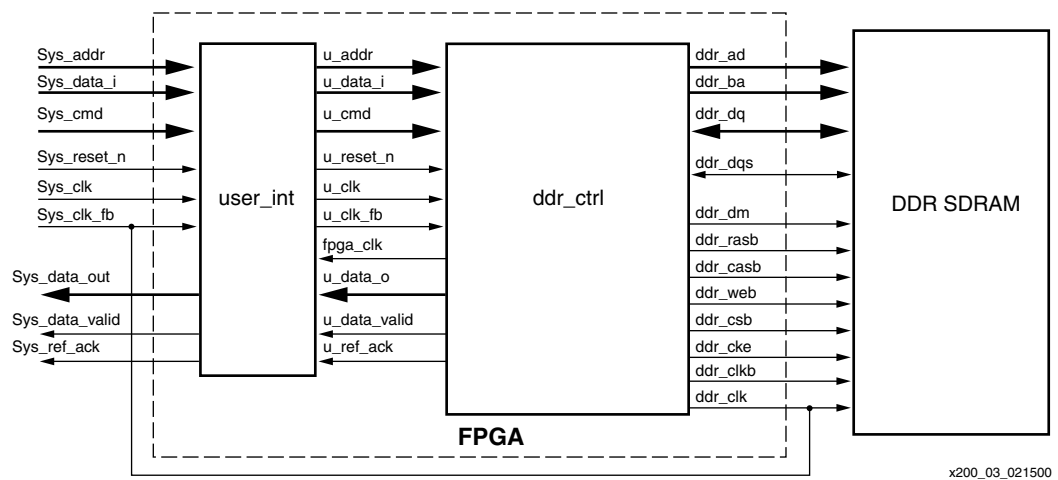 Sys_addr
Sys_data_i
Sys_cmd
Sys_reset_n
Sys_clk
Sys_clk_fb
Sys_data_out
Sys_data_valid
Sys_ref_ack
user_int
u_addr
u_data_i
u_cmd
u_reset_n
u_clk
u_clk_fb
fpga_clk
u_data_o
u_data_valid
u_ref_ack
ddr_ctrl
FPGA
ddr_ad
ddr_ba
ddr_dq
ddr_dqs
ddr_dm
ddr_rasb
ddr_casb
ddr_web
ddr_csb
ddr_cke
ddr_clkb
ddr_clk
DDR SDRAM
x200_03_021500